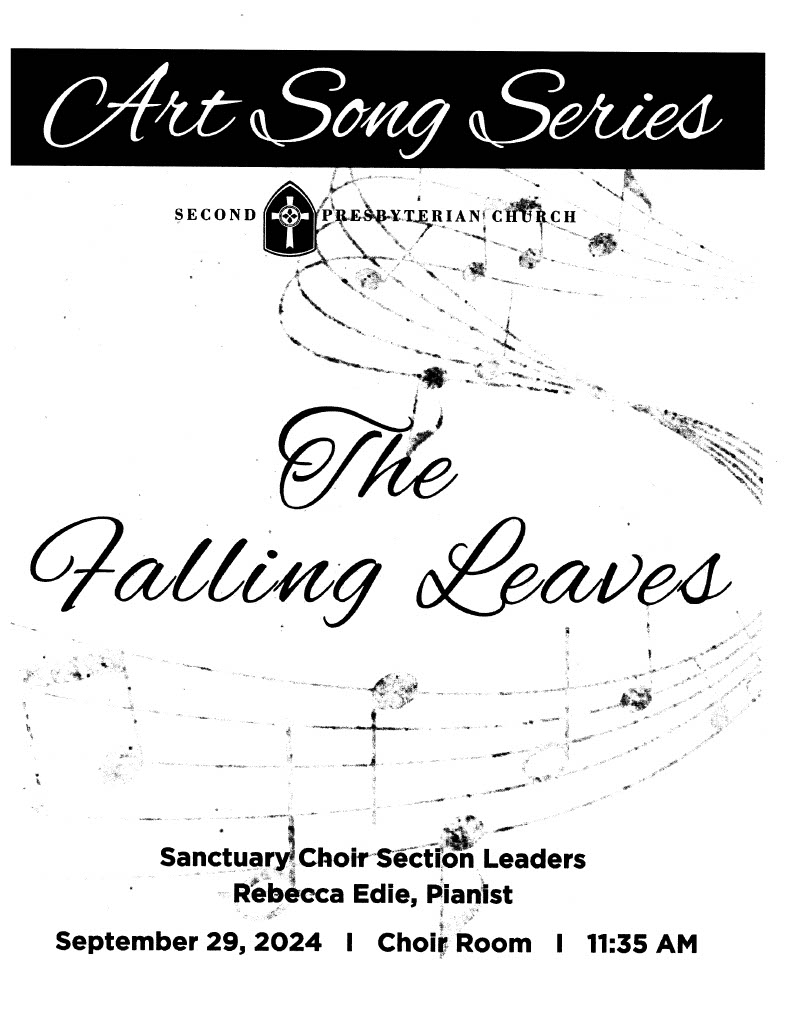 Art Song Series
SECOND PRESBYTERIAN CHURCH
The
Falling Leaves
Sanctuary Choir Section Leaders
Rebecca Edie, Pianist
September 29, 2024 I Choir Room I 11:35 AM